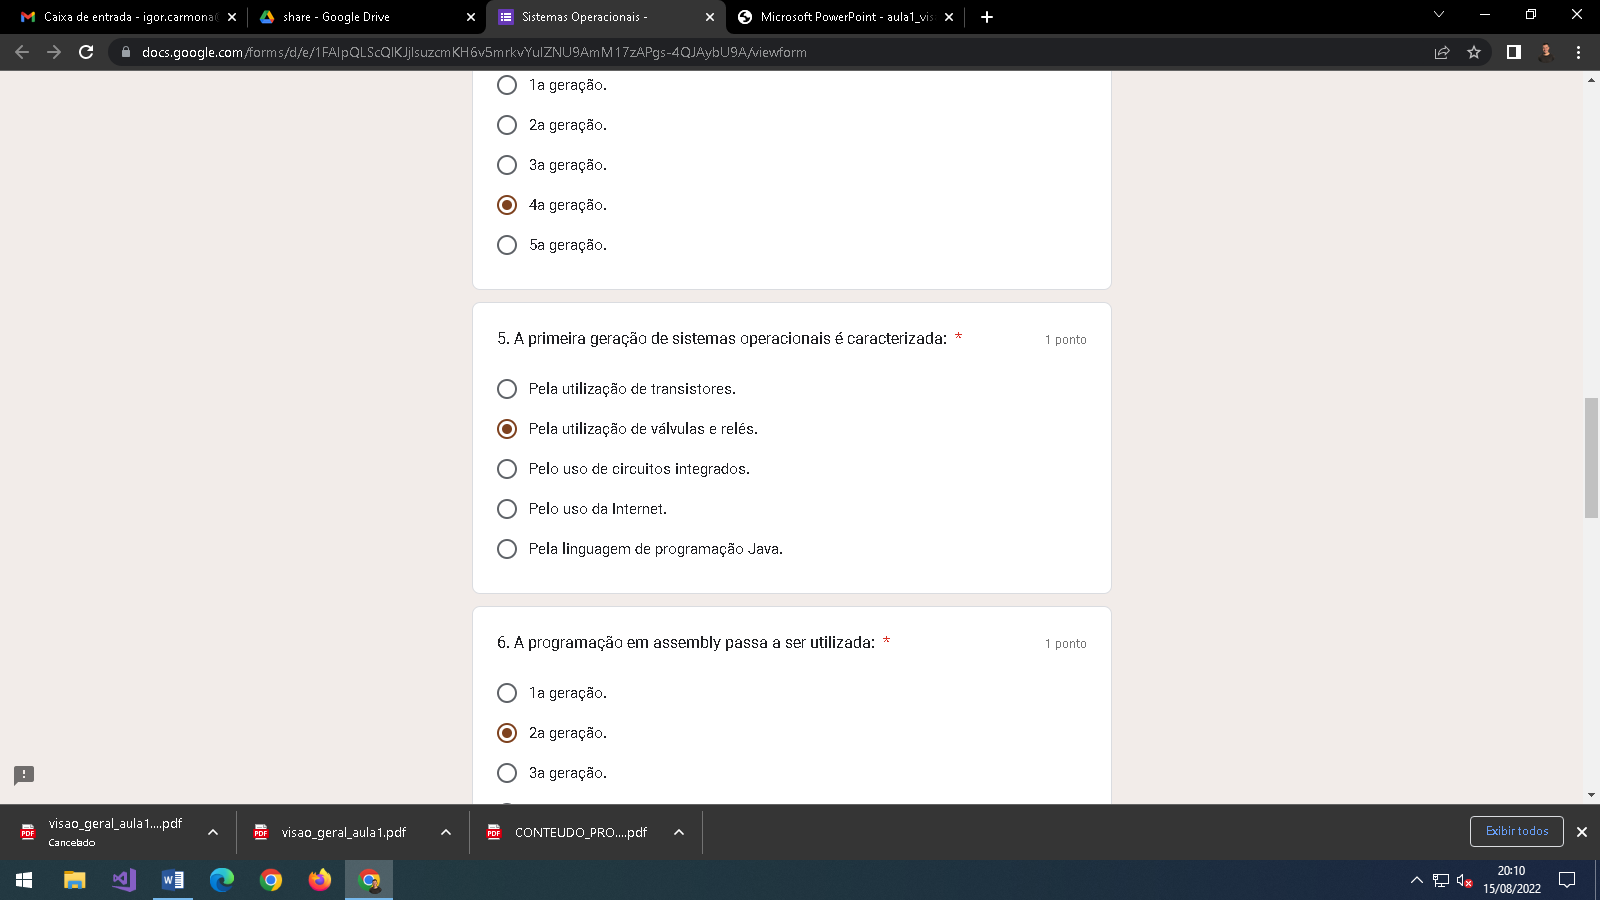 Caixa de entrada - igor.carmona@
share - Google Drive
Sistemas Operacionais -
Microsoft PowerPoint - aula1_vis
docs.google.com/forms/d/e/1FAIpQLScQlKJjlsuzcmKH6v5mrkvYulZNU9AmM17zAPgs-4QJAybU9A/viewform
1a geração.
2a geração.
3a geração.
4a geração.
5a geração.
5. A primeira geração de sistemas operacionais é caracterizada: *
1 ponto
Pela utilização de transistores.
Pela utilização de válvulas e relés.
Pelo uso de circuitos integrados.
Pelo uso da Internet.
Pela linguagem de programação Java.
6. A programação em assembly passa a ser utilizada: *
1 ponto
1a geração.
2a geração.
3a geração.
visao_geral_aula1....pdf
Cancelado
visao_geral_aula1.pdf
CONTEUDO_PRO....pdf
Exibir todos
20:10
15/08/2022